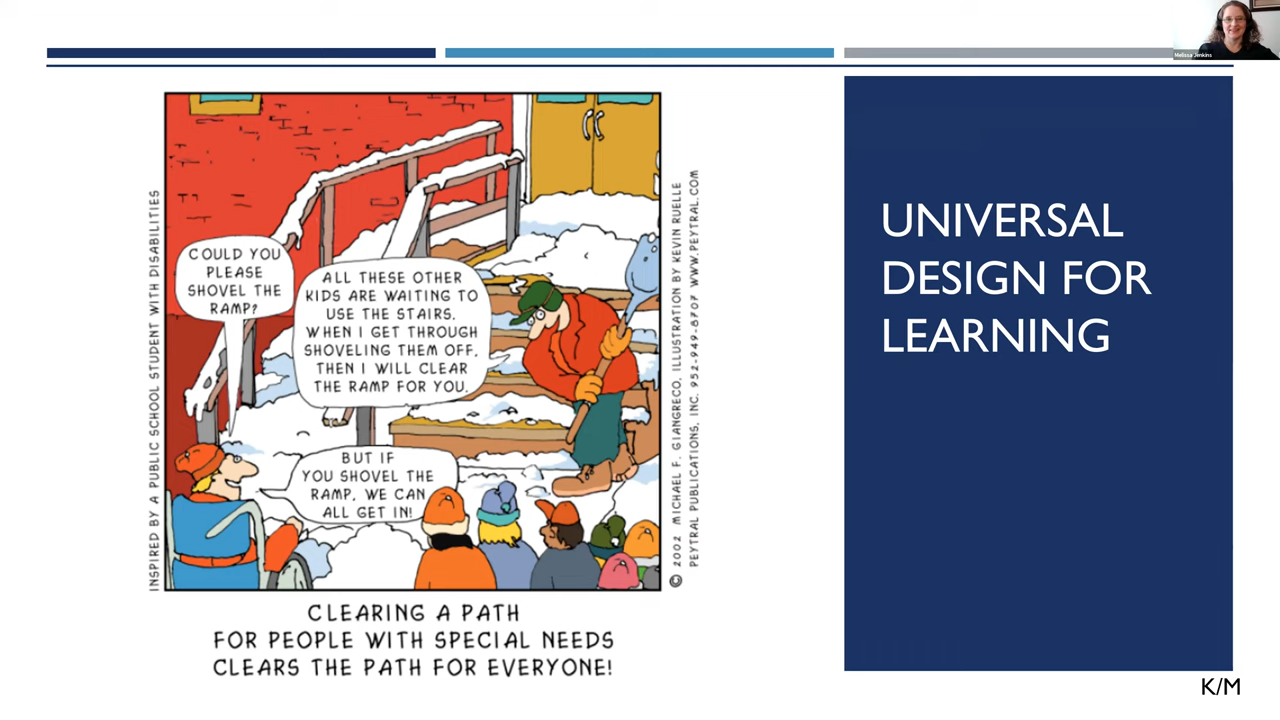 Melissa Jenkins
UNIVERSAL
DESIGN FOR
LEARNING
INSPIRED BY A PUBLIC SCHOOL STUDENT WITH DISABILITIES
COULD YOU
PLEASE
SHOVEL THE
RAMP?
ALL THESE OTHER
KIDS ARE WAITING TO
USE THE STAIRS.
WHEN I GET THROUGH
SHOVELING THEM OFF,
THEN I WILL CLEAR
THE RAMP FOR YOU.
BUT IF
YOU SHOVEL THE
RAMP, WE CAN
ALL GET IN!
© 2002 MICHAEL F. GIANGRECO, ILLUSTRATION BY KEVIN RUELLE
PEYTRAL PUBLICATIONS, INC. 952-949-8707 WWW.PEYTRAL.COM
CLEARING A PATH
FOR PEOPLE WITH SPECIAL NEEDS
CLEARS THE PATH FOR EVERYONE!
K/M